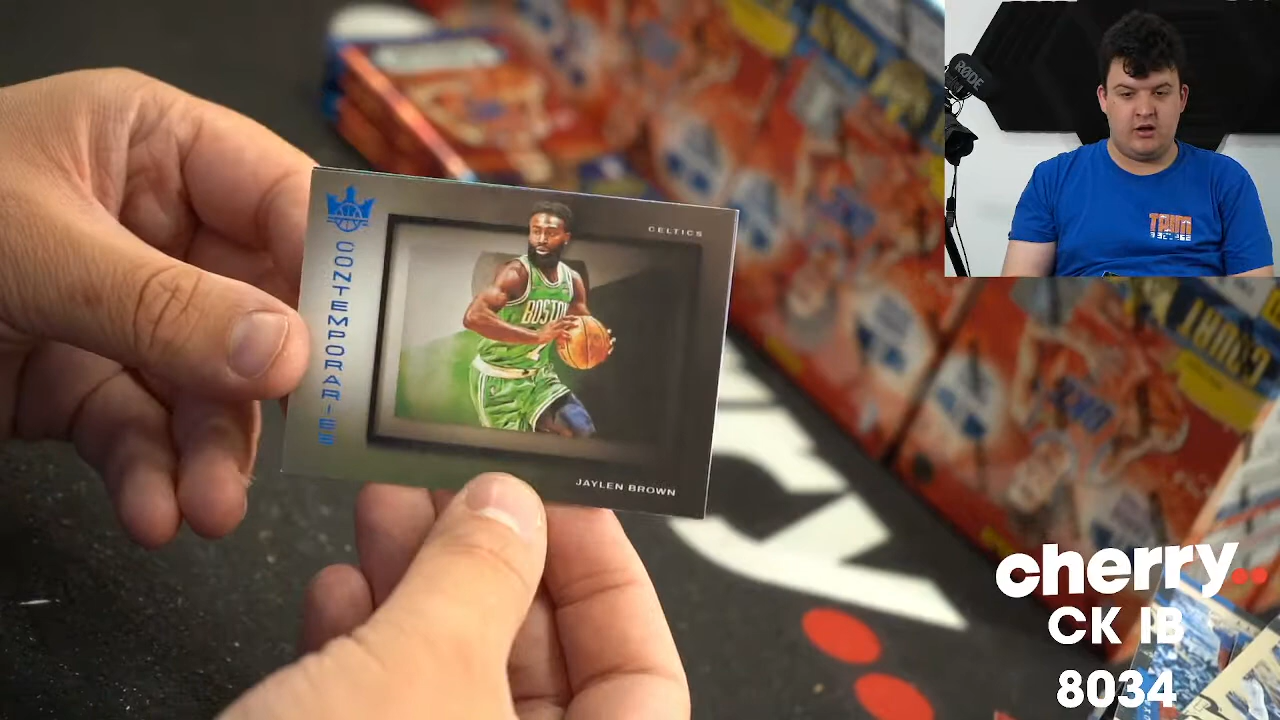 CELTICS
CONTEMPORARIES
BOSTON
JAYLEN BROWN
RØDE
COURT
cherry..
CK IB
8034